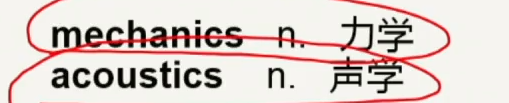 mechanics n. 力学
acoustics n. 声学